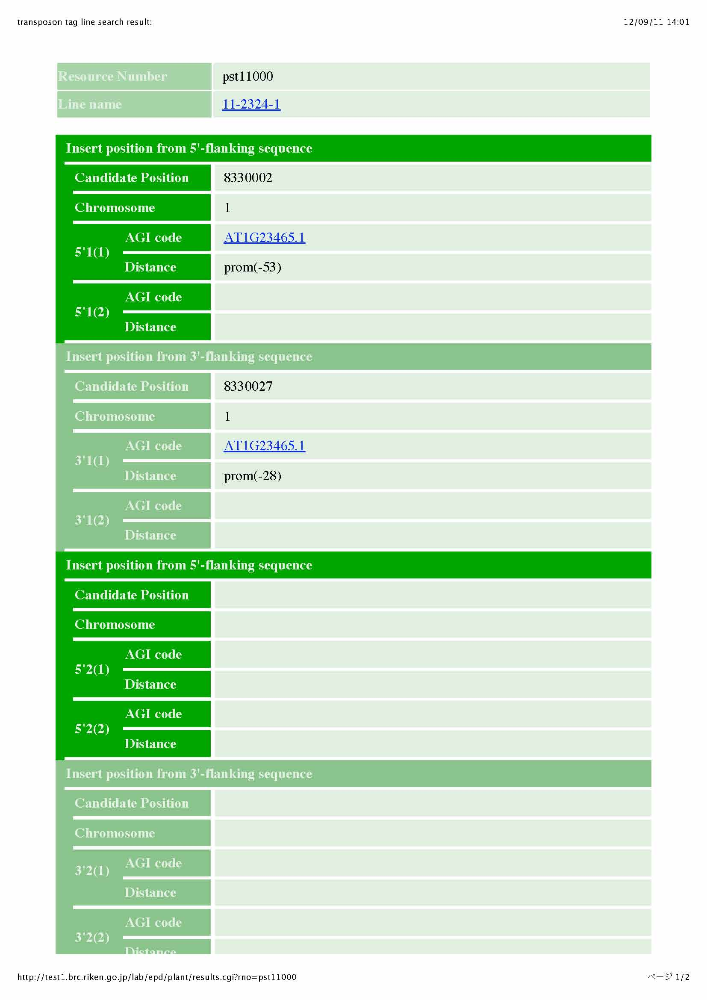 transposon tag line search result:
12/09/11 14:01
Resource Number pst11000
Line name 11-2324-1
Insert position from 5'-flanking sequence
Candidate Position 8330002
Chromosome 1
5'1(1) AGI code AT1G23465.1
Distance prom(-53)
5'1(2) AGI code
Distance
Insert position from 3'-flanking sequence
Candidate Position 8330027
Chromosome 1
3'1(1) AGI code AT1G23465.1
Distance prom(-28)
3'1(2) AGI code
Distance
Insert position from 5'-flanking sequence
Candidate Position
Chromosome
5'2(1) AGI code
Distance
5'2(2) AGI code
Distance
Insert position from 3'-flanking sequence
Candidate Position
Chromosome
3'2(1) AGI code
Distance
3'2(2) AGI code
Distance
http://test1.brc.riken.go.jp/lab/epd/plant/results.cgi?rno=pst11000
ページ 1/2